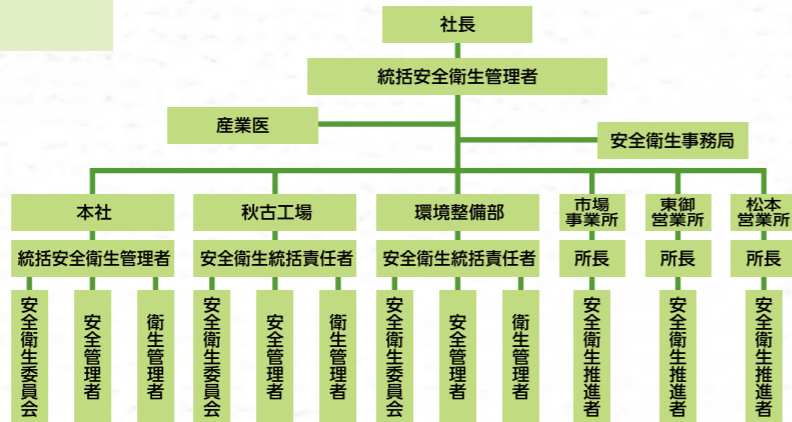 社長
統括安全衛生管理者
産業医
安全衛生事務局
本社
秋古工場
環境整備部
市場
事業所
東御
営業所
松本
営業所
統括安全衛生管理者
安全衛生統括責任者
安全衛生統括責任者
所長
所長
所長
安全衛生委員会
安全管理者
衛生管理者
安全衛生委員会
安全管理者
衛生管理者
安全衛生委員会
安全管理者
衛生管理者
安全衛生推進者
安全衛生推進者
安全衛生推進者